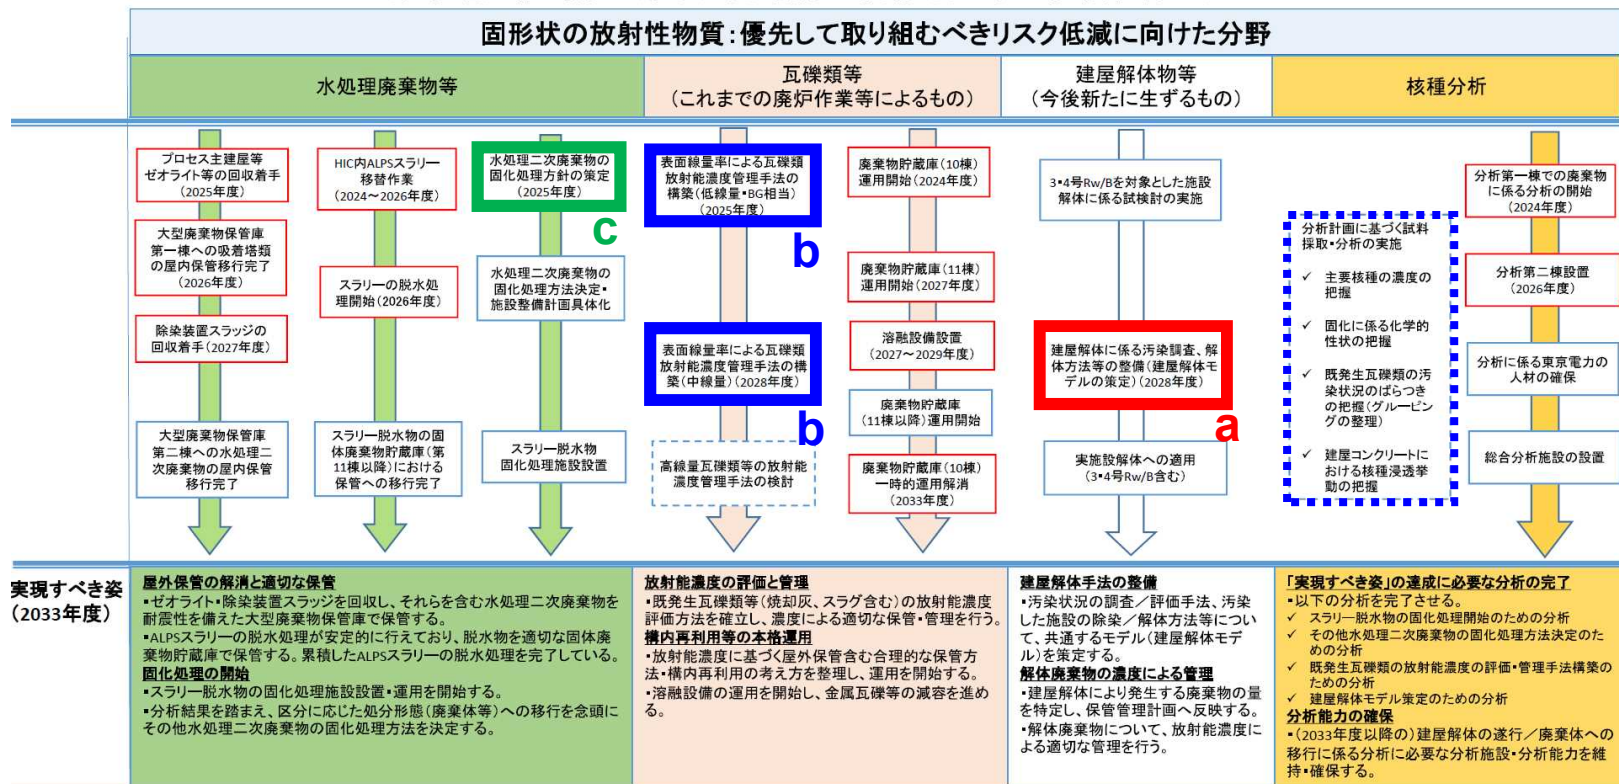 固形状の放射性物質：優先して取り組むべきリスク低減に向けた分野
水処理廃棄物等
瓦礫類等
（これまでの廃炉作業等によるもの）
建屋解体物等
（今後新たに生ずるもの）
核種分析
プロセス主建屋等
ゼオライト等の回収着手
（2025年度）
大型廃棄物保管庫
第一棟への吸着塔類
の屋内保管移行完了
（2026年度）
除染装置スラッジの
回収着手（2027年度）
大型廃棄物保管庫
第二棟への水処理二
次廃棄物の屋内保管
移行完了
HIC内ALPSスラリー
移替作業
（2024～2026年度）
スラリーの脱水処
理開始（2026年度）
スラリー脱水物の固
体廃棄物貯蔵庫（第
11棟以降）における
保管への移行完了
水処理二次廃棄物の
固化処理方針の策定
（2025年度）
c
水処理二次廃棄物の
固化処理方法決定・
施設整備計画具体化
スラリー脱水物
固化処理施設設置
表面線量率による瓦礫類
放射能濃度管理手法の
構築（低線量・BG相当）
（2025年度）
b
表面線量率による瓦礫類
放射能濃度管理手法の構
築（中線量）（2028年度）
b
高線量瓦礫類等の放射能
濃度管理手法の検討
廃棄物貯蔵庫（10棟）
運用開始（2024年度）
廃棄物貯蔵庫（11棟）
運用開始（2027年度）
溶融設備設置
（2027～2029年度）
廃棄物貯蔵庫
（11棟以降）運用開始
廃棄物貯蔵庫（10棟）
一時的運用解消
（2033年度）
3・4号Rw/Bを対象とした施設
解体に係る試検討の実施
建屋解体に係る汚染調査、解
体方法等の整備（建屋解体モ
デルの策定）（2028年度）
a
実施設解体への適用
（3・4号Rw/B含む）
分析計画に基づく試料
採取・分析の実施
✓ 主要核種の濃度の
把握
✓ 固化に係る化学的
性状の把握
✓ 既発生瓦礫類の汚
染状況のばらつき
の把握（グルーピン
グの整理）
✓ 建屋コンクリートに
おける核種浸透挙
動の把握
分析第一棟での廃棄物
に係る分析の開始
（2024年度）
分析第二棟設置
（2026年度）
分析に係る東京電力の
人材の確保
総合分析施設の設置
実現すべき姿
（2033年度）
屋外保管の解消と適切な保管
・ゼオライト・除染装置スラッジを回収し、それらを含む水処理二次廃棄物を
耐震性を備えた大型廃棄物保管庫で保管する。
・ALPSスラリーの脱水処理が安定的に行えており、脱水物を適切な固体廃
棄物貯蔵庫で保管する。累積したALPSスラリーの脱水処理を完了している。
固化処理の開始
・スラリー脱水物の固化処理施設設置・運用を開始する。
・分析結果を踏まえ、区分に応じた処分形態（廃棄体等）への移行を念頭に
その他水処理二次廃棄物の固化処理方法を決定する。
放射能濃度の評価と管理
・既発生瓦礫類等（焼却灰、スラグ含む）の放射能濃度
評価方法を確立し、濃度による適切な保管・管理を行う。
構内再利用等の本格運用
・放射能濃度に基づく屋外保管含む合理的な保管方
法・構内再利用の考え方を整理し、運用を開始する。
・溶融設備の運用を開始し、金属瓦礫等の減容を進め
る。
建屋解体手法の整備
・汚染状況の調査／評価手法、汚染
した施設の除染／解体方法等につい
て、共通するモデル（建屋解体モデ
ル）を策定する。
解体廃棄物の濃度による管理
・建屋解体により発生する廃棄物の量
を特定し、保管管理計画へ反映する。
・解体廃棄物について、放射能濃度に
よる適切な管理を行う。
「実現すべき姿」の達成に必要な分析の完了
・以下の分析を完了させる。
✓ スラリー脱水物の固化処理開始のための分析
✓ その他水処理二次廃棄物の固化処理方法決定のた
めの分析
✓ 既発生瓦礫類の放射能濃度の評価・管理手法構築の
ための分析
✓ 建屋解体モデル策定のための分析
分析能力の確保
・（2033年度以降の）建屋解体の遂行／廃棄体への
移行に係る分析に必要な分析施設・分析能力を維
持・確保する。